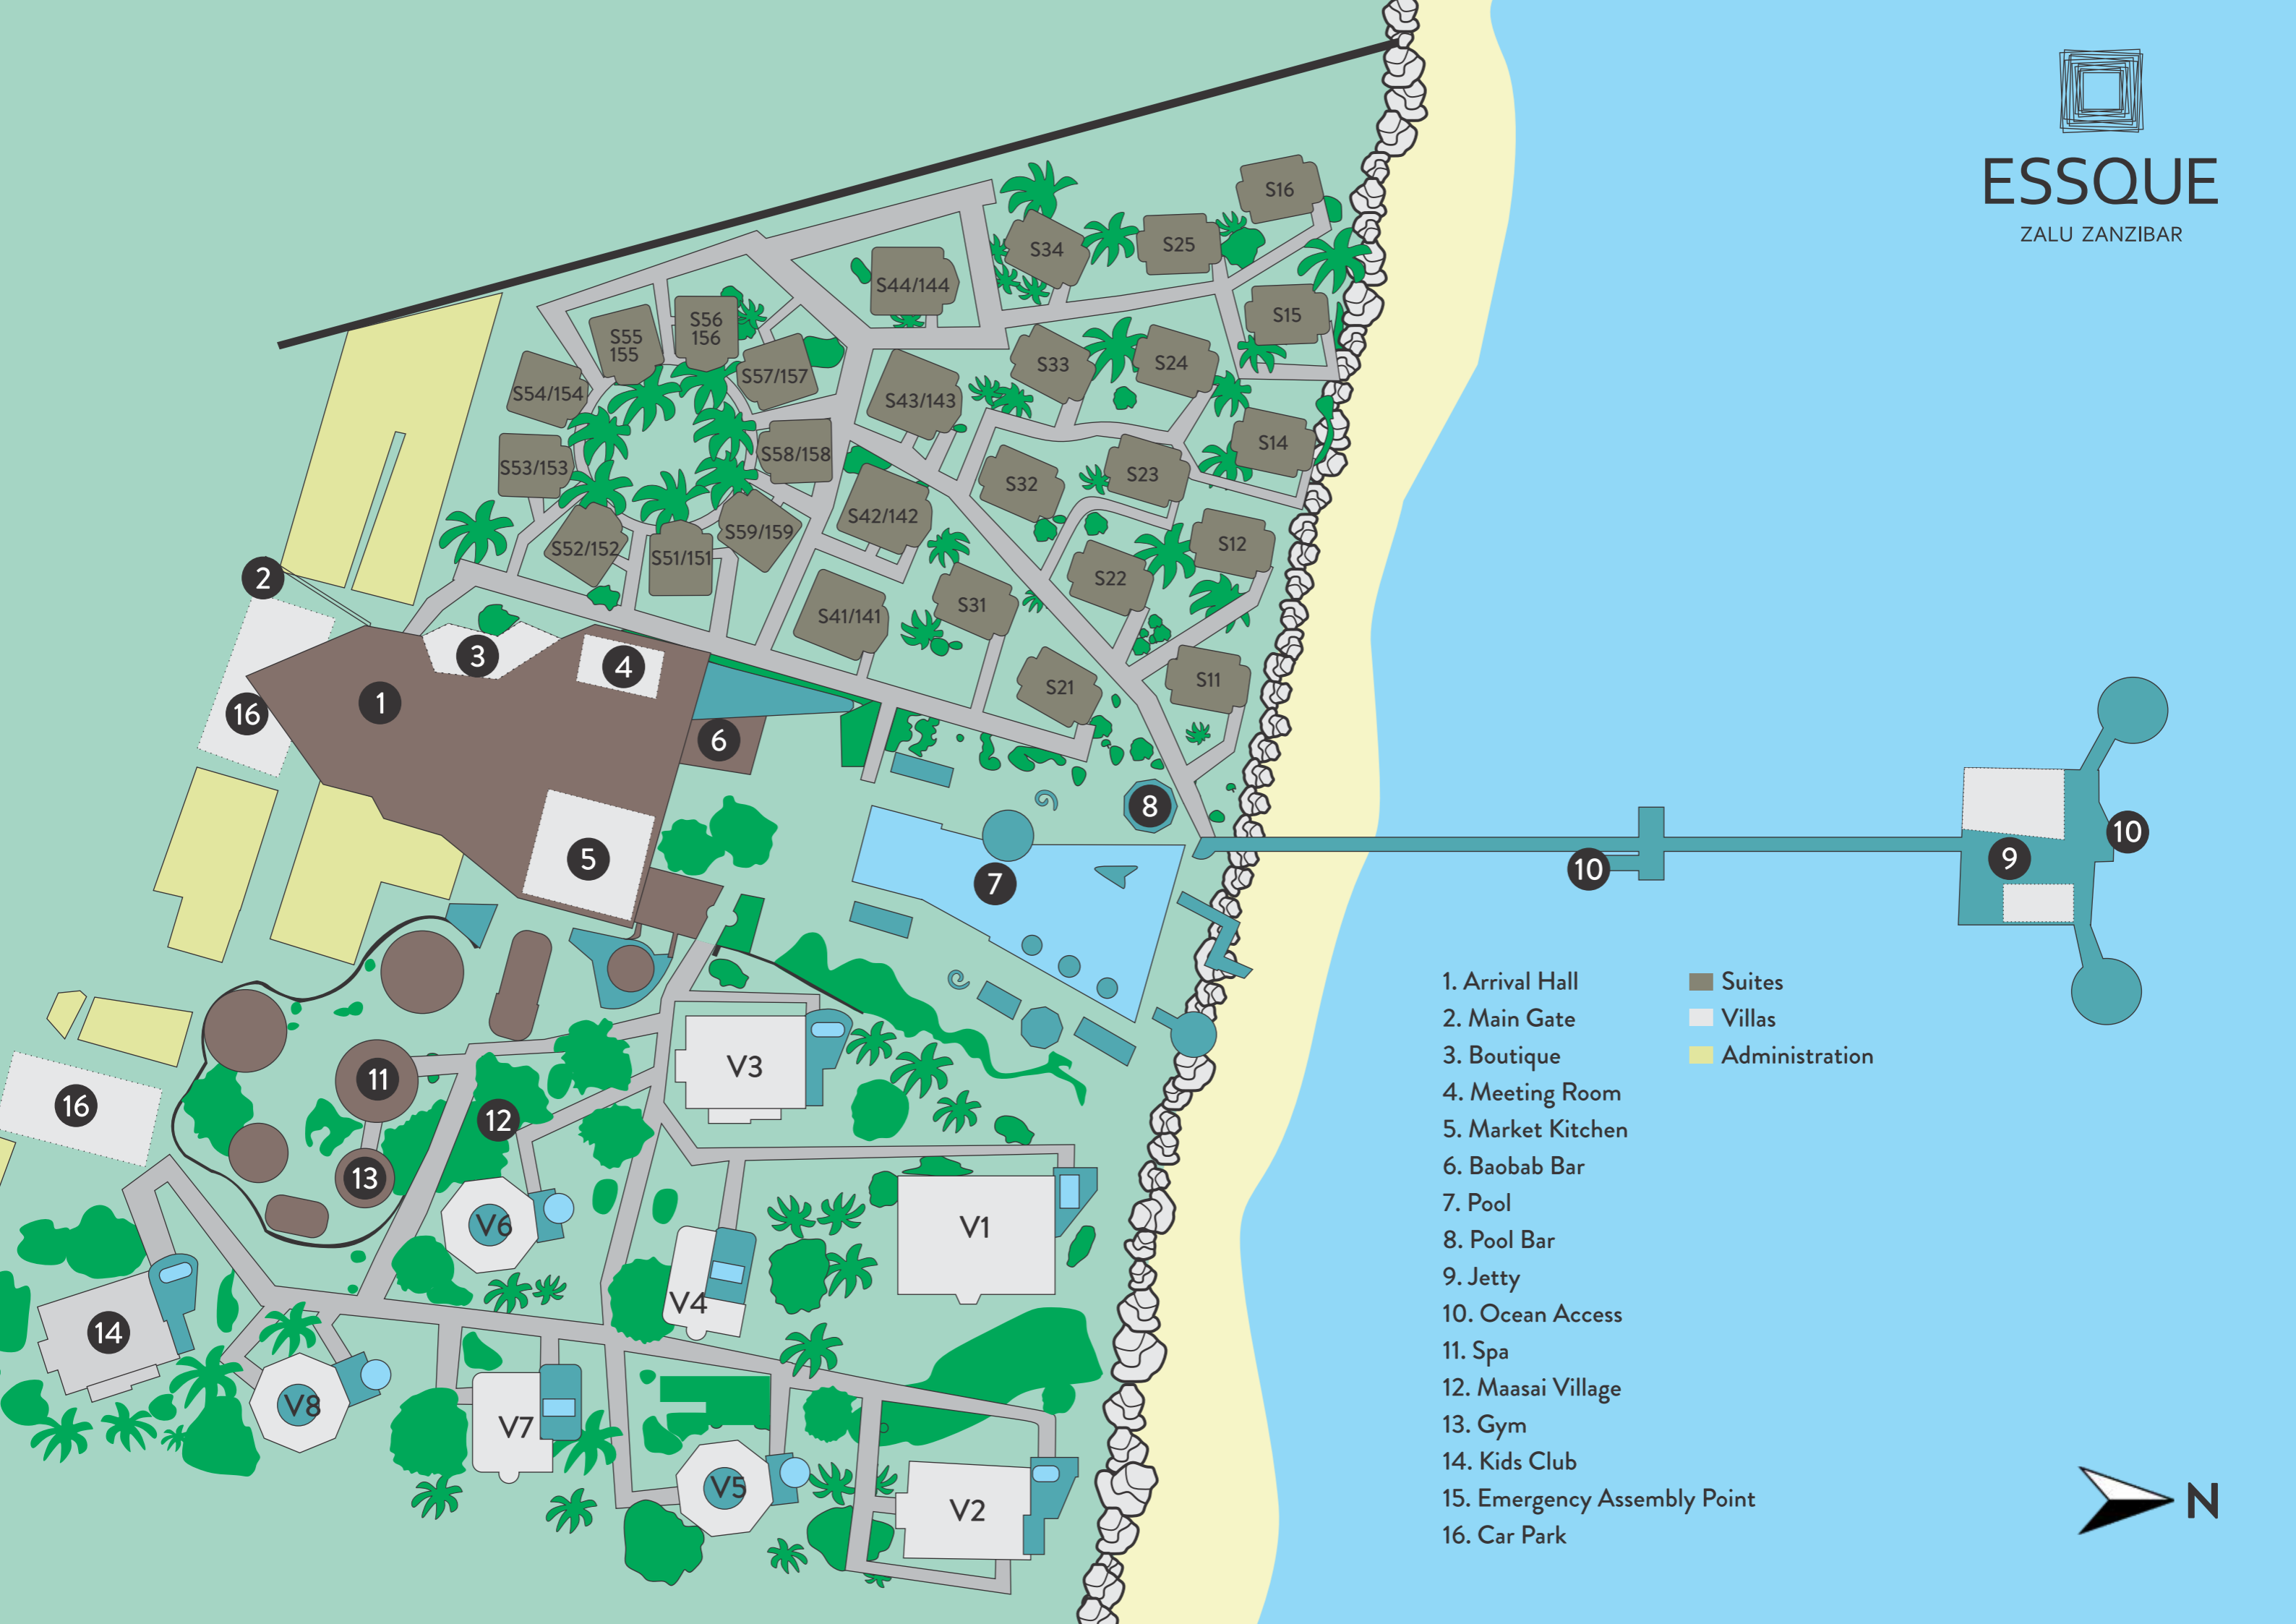 ESSQUE
ZALU ZANZIBAR
S16
S34
S25
S44/144
S15
S56
156
S55
155
S33
S24
S57/157
S54/154
S43/143
S14
S58/158
S53/153
S23
S32
S42/142
S59/159
S12
S52/152
S51/151
S22
2
S31
S41/141
3
4
S11
S21
1
16
6
8
10
5
9
10
7
1. Arrival Hall
2. Main Gate
3. Boutique
4. Meeting Room
5. Market Kitchen
6. Baobab Bar
7. Pool
8. Pool Bar
9. Jetty
10. Ocean Access
11. Spa
12. Maasai Village
13. Gym
14. Kids Club
15. Emergency Assembly Point
16. Car Park
Suites
Villas
Administration
V3
11
16
12
13
V6
V1
V4
14
V8
V7
V5
V2
N